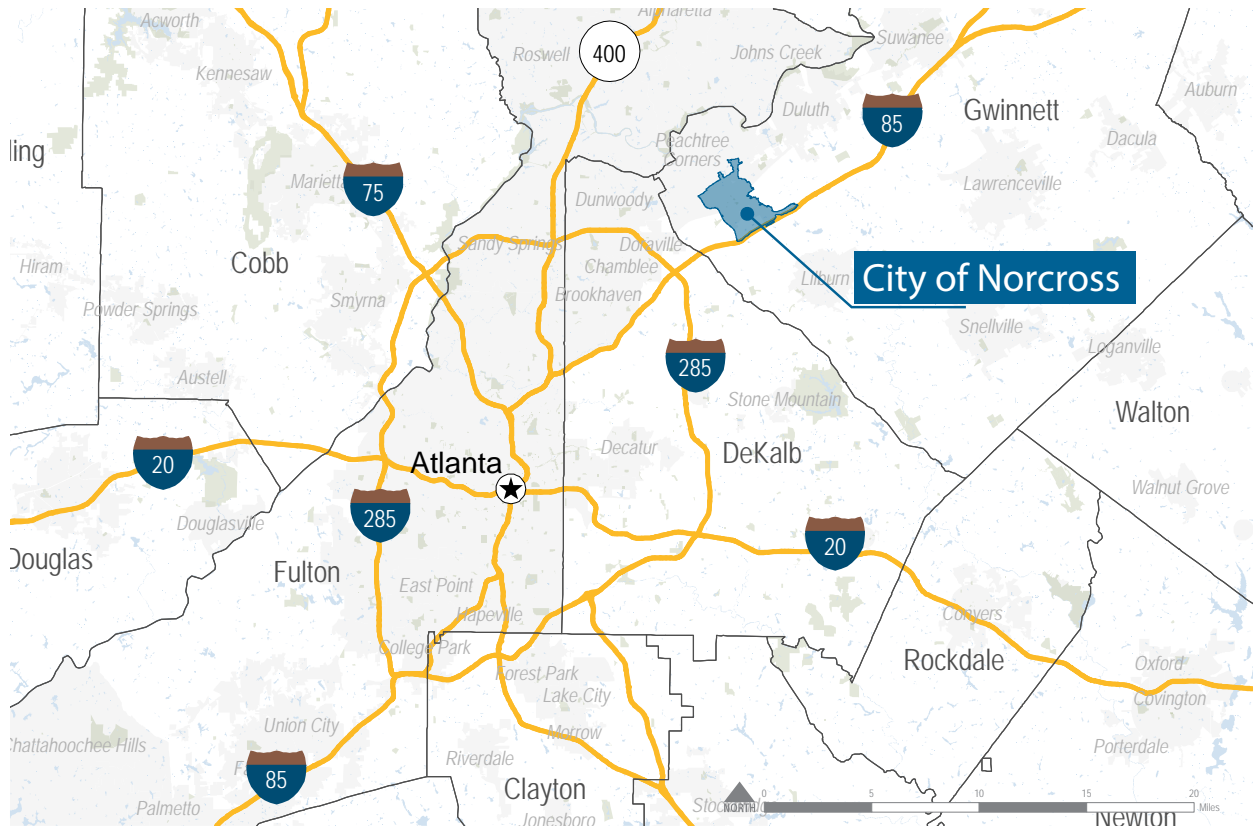 Acworth
Alpharetta
Suwanee
Roswell
400
Johns Creek
Kennesaw
Auburn
Duluth
85
Gwinnett
Peachtree
Corners
Dacula
ling
75
Marietta
Lawrenceville
Dunwoody
Sandy Springs
Doraville
Cobb
Hiram
Chamblee
Lilburn
City of Norcross
Brookhaven
Smyrna
Powder Springs
Snellville
Loganville
285
Austell
Stone Mountain
Walton
Decatur
DeKalb
20
Atlanta
Walnut Grove
285
Douglasville
20
Douglas
Fulton
East Point
Hapeville
Conyers
College Park
Rockdale
Oxford
Forest Park
Lake City
Covington
Union City
Morrow
Chattahoochee Hills
Porterdale
Riverdale
85
Clayton
Palmetto
NORTH
0 5 10 15 20
Miles
Jonesboro
Newton